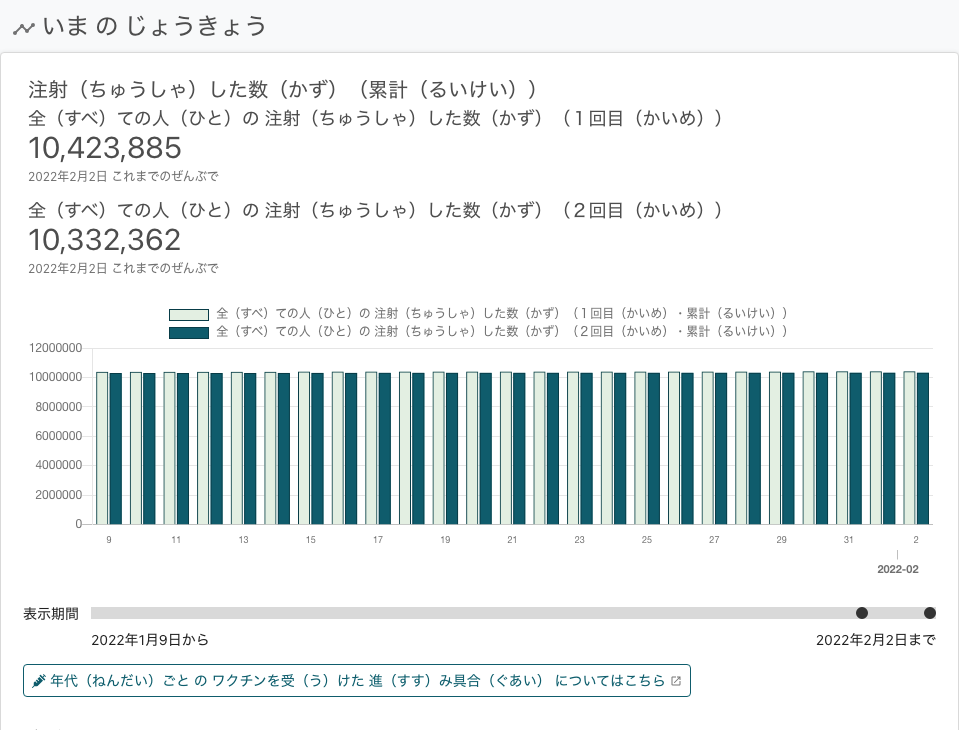 いま の じょうきょう
注射（ちゅうしゃ）した数（かず）（累計（るいけい））
全（すべ）ての人（ひと）の 注射（ちゅうしゃ）した数（かず）（１回目（かいめ））
10,423,885
2022年2月2日 これまでのぜんぶで
全（すべ）ての人（ひと）の 注射（ちゅうしゃ）した数（かず）（２回目（かいめ））
10,332,362
2022年2月2日 これまでのぜんぶで
全（すべ）ての人（ひと）の 注射（ちゅうしゃ）した数（かず）（１回目（かいめ）・累計（るいけい））
全（すべ）ての人（ひと）の 注射（ちゅうしゃ）した数（かず）（２回目（かいめ）・累計（るいけい））
12000000
10000000
8000000
6000000
4000000
2000000
0
9 11 13 15 17 19 21 23 25 27 29 31 2
2022-02
表示期間
2022年1月9日から 2022年2月2日まで
年代（ねんだい）ごと の ワクチンを受（う）けた 進（すす）み具合（ぐあい） についてはこちら